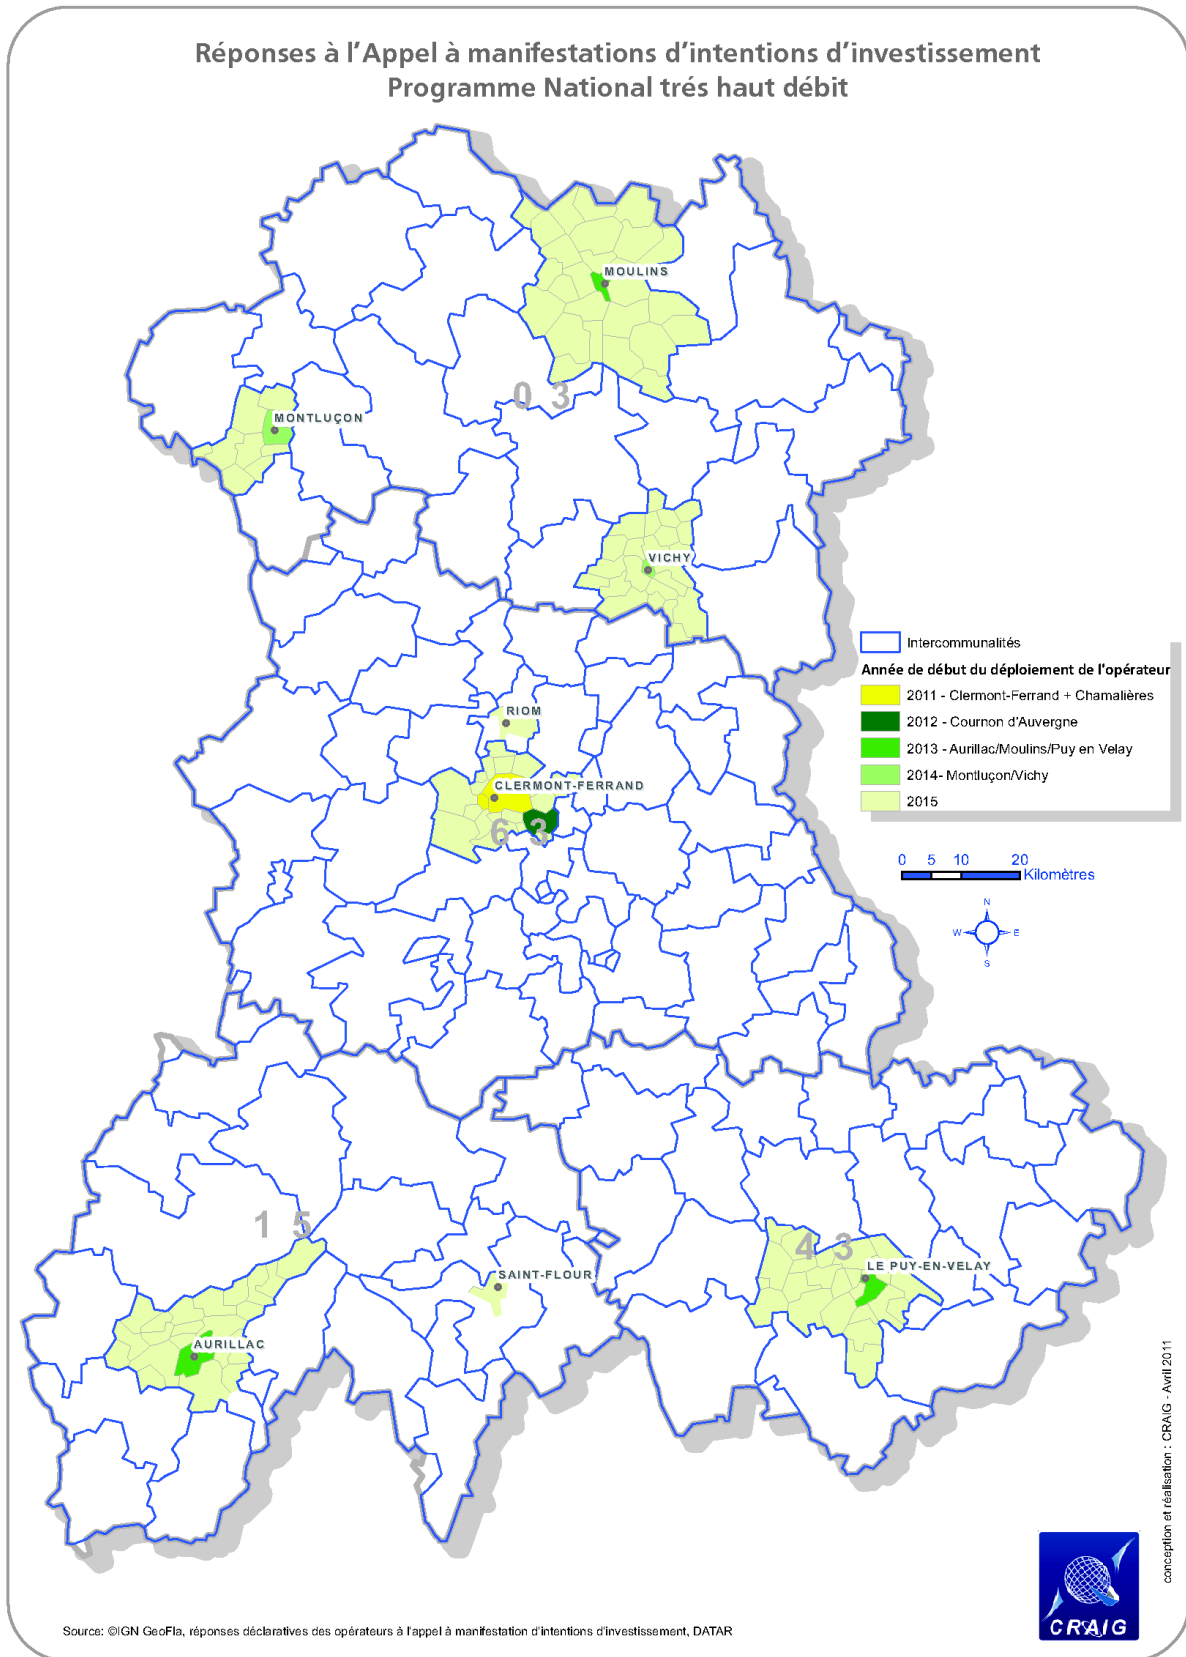 Réponses à l'Appel à manifestations d'intentions d'investissement
Programme National trés haut débit
MOULINS
0 3
MONTLUÇON
VICHY
Intercommunalités
Année de début du déploiement de l'opérateur
2011 - Clermont-Ferrand + Chamalières
2012 - Cournon d'Auvergne
2013 - Aurillac/Moulins/Puy en Velay
2014- Montluçon/Vichy
2015
RIOM
CLERMONT-FERRAND
6 3
0 5 10 20
Kilomètres
N
W E
S
1 5
4 3
LE PUY-EN-VELAY
SAINT-FLOUR
AURILLAC
conception et réalisation : CRAIG - Avril 2011
CRAIG
Source: ©IGN GeoFla, réponses déclaratives des opérateurs à l'appel à manifestation d'intentions d'investissement, DATAR